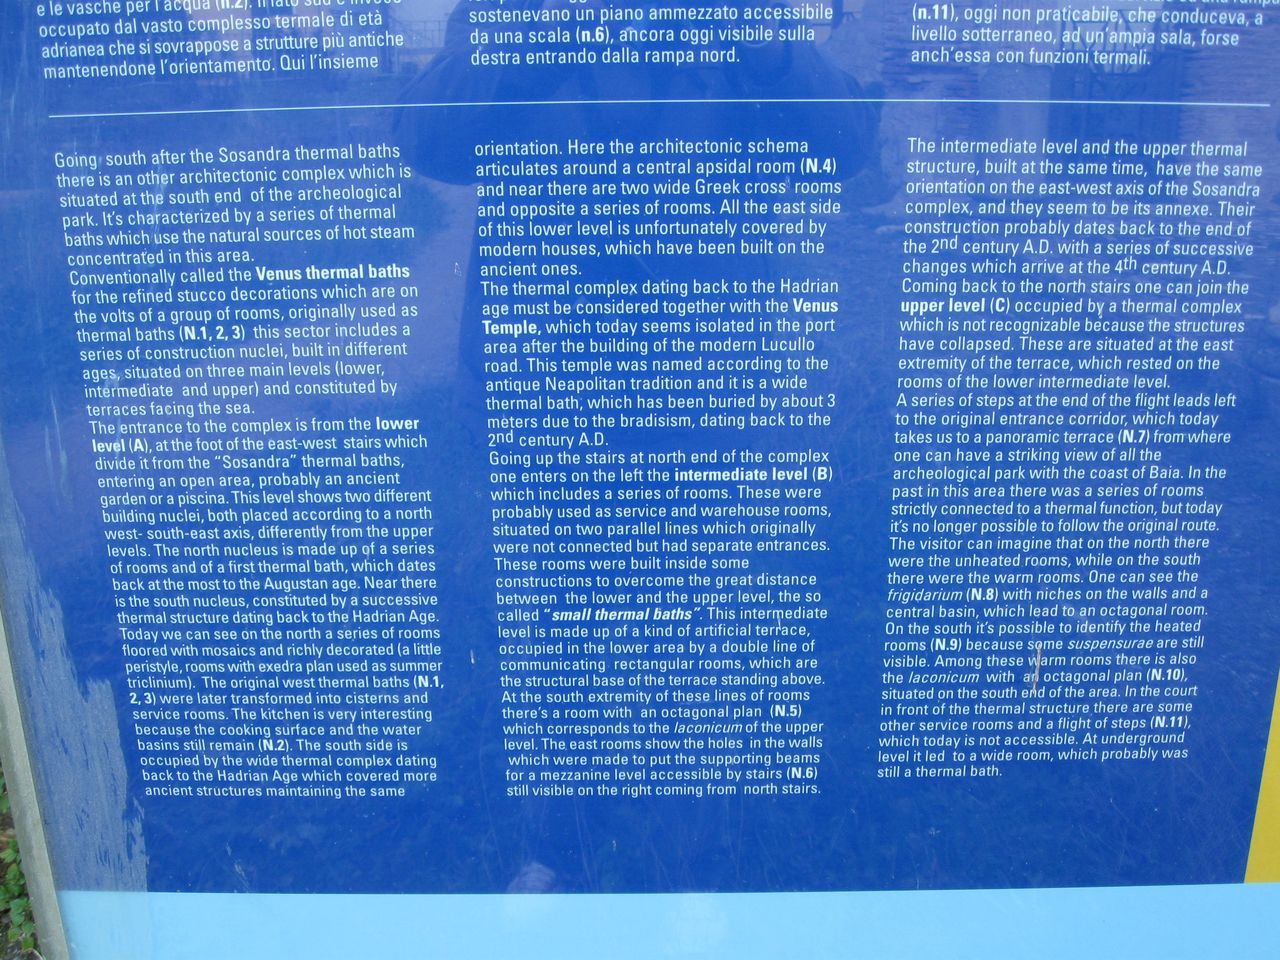 e le vasche per l'acqua (n.2). Il lato sud è invece
occupato dal vasto complesso termale di età
adrianea che si sovrappose a strutture più antiche
mantenendone l'orientamento. Qui l'insieme
sostenevano un piano ammezzato accessibile
da una scala (n.6), ancora oggi visibile sulla
destra entrando dalla rampa nord.
(n.11), oggi non praticabile, che conduceva, a
livello sotterraneo, ad un'ampia sala, forse
anch'essa con funzioni termali.
Going south after the Sosandra thermal baths
there is an other architectonic complex which is
situated at the south end of the archeological
park. It's characterized by a series of thermal
baths which use the natural sources of hot steam
concentrated in this area.
Conventionally called the Venus thermal baths
for the refined stucco decorations which are on
the volts of a group of rooms, originally used as
thermal baths (N.1, 2, 3) this sector includes a
series of construction nuclei, built in different
ages, situated on three main levels (lower,
intermediate and upper) and constituted by
terraces facing the sea.
The entrance to the complex is from the lower
level (A), at the foot of the east-west stairs which
divide it from the "Sosandra" thermal baths,
entering an open area, probably an ancient
garden or a piscina. This level shows two different
building nuclei, both placed according to a north
west- south-east axis, differently from the upper
levels. The north nucleus is made up of a series
of rooms and of a first thermal bath, which dates
back at the most to the Augustan age. Near there
is the south nucleus, constituted by a successive
thermal structure dating back to the Hadrian Age.
Today we can see on the north a series of rooms
floored with mosaics and richly decorated (a little
peristyle, rooms with exedra plan used as summer
triclinium). The original west thermal baths (N.1,
2, 3) were later transformed into cisterns and
service rooms. The kitchen is very interesting
because the cooking surface and the water
basins still remain (N.2). The south side is
occupied by the wide thermal complex dating
back to the Hadrian Age which covered more
ancient structures maintaining the same
orientation. Here the architectonic schema
articulates around a central apsidal room (N.4)
and near there are two wide Greek cross rooms
and opposite a series of rooms. All the east side
of this lower level is unfortunately covered by
modern houses, which have been built on the
ancient ones.
The thermal complex dating back to the Hadrian
age must be considered together with the Venus
Temple, which today seems isolated in the port
area after the building of the modern Lucullo
road. This temple was named according to the
antique Neapolitan tradition and it is a wide
thermal bath, which has been buried by about 3
meters due to the bradisism, dating back to the
2nd century A.D.
Going up the stairs at north end of the complex
one enters on the left the intermediate level (B)
which includes a series of rooms. These were
probably used as service and warehouse rooms,
situated on two parallel lines which originally
were not connected but had separate entrances.
These rooms were built inside some
constructions to overcome the great distance
between the lower and the upper level, the so
called "small thermal baths". This intermediate
level is made up of a kind of artificial terrace,
occupied in the lower area by a double line of
communicating rectangular rooms, which are
the structural base of the terrace standing above.
At the south extremity of these lines of rooms
there's a room with an octagonal plan (N.5)
which corresponds to the laconicum of the upper
level. The east rooms show the holes in the walls
which were made to put the supporting beams
for a mezzanine level accessible by stairs (N.6)
still visible on the right coming from north stairs.
The intermediate level and the upper thermal
structure, built at the same time, have the same
orientation on the east-west axis of the Sosandra
complex, and they seem to be its annexe. Their
construction probably dates back to the end of
the 2nd century A.D. with a series of successive
changes which arrive at the 4th century A.D.
Coming back to the north stairs one can join the
upper level (C) occupied by a thermal complex
which is not recognizable because the structures
have collapsed. These are situated at the east
extremity of the terrace, which rested on the
rooms of the lower intermediate level.
A series of steps at the end of the flight leads left
to the original entrance corridor, which today
takes us to a panoramic terrace (N.7) from where
one can have a striking view of all the
archeological park with the coast of Baia. In the
past in this area there was a series of rooms
strictly connected to a thermal function, but today
it's no longer possible to follow the original route.
The visitor can imagine that on the north there
were the unheated rooms, while on the south
there were the warm rooms. One can see the
frigidarium (N.8) with niches on the walls and a
central basin, which lead to an octagonal room.
On the south it's possible to identify the heated
rooms (N.9) because some suspensurae are still
visible. Among these warm rooms there is also
the laconicum with an octagonal plan (N.10),
situated on the south end of the area. In the court
in front of the thermal structure there are some
other service rooms and a flight of steps (N.11),
which today is not accessible. At underground
level it led to a wide room, which probably was
still a thermal bath.